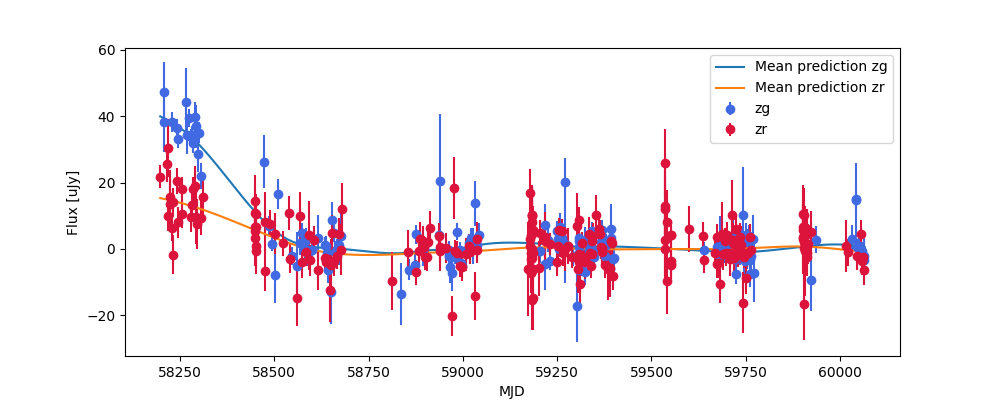 60
40
20
0
−20
Flux [uJy]
58250 58500 58750 59000 59250 59500 59750 60000
MJD
Mean prediction zg
Mean prediction zr
zg
zr